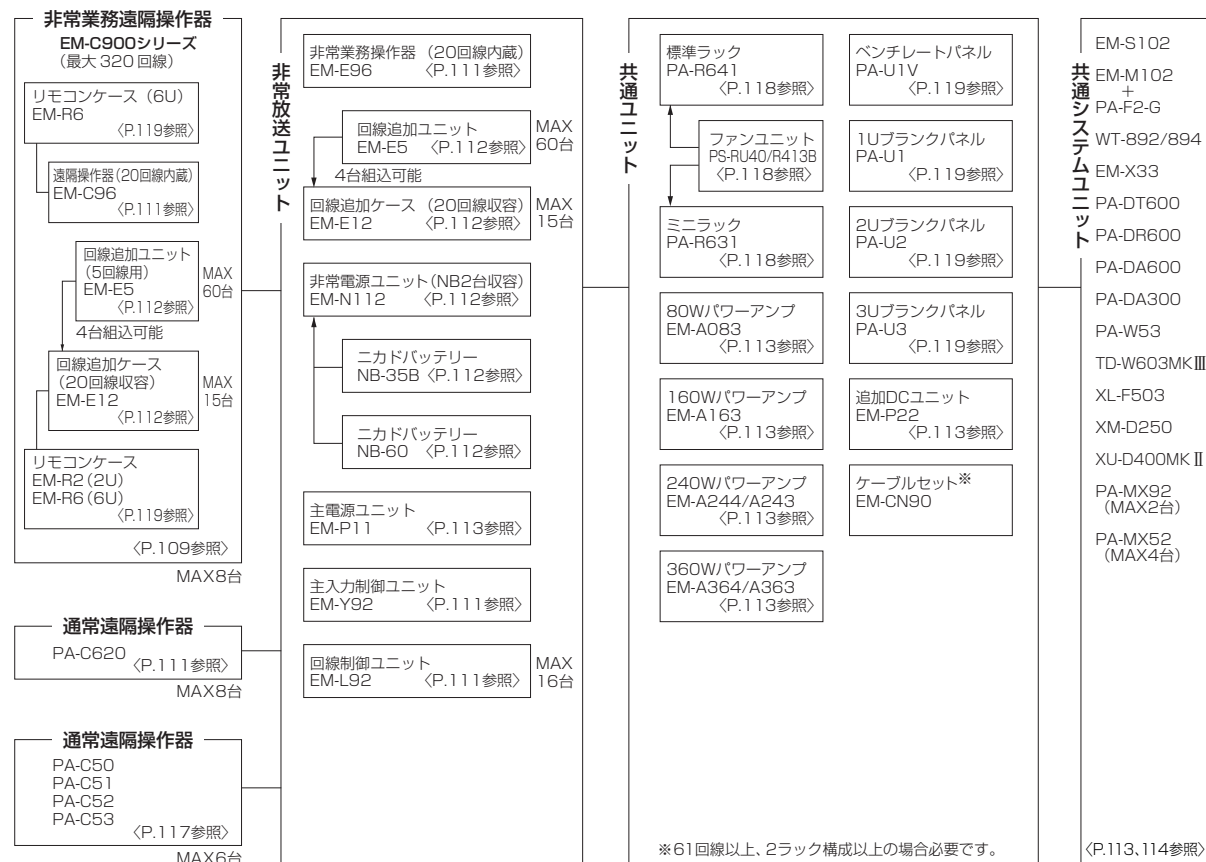 非常業務遠隔操作器
EM-C900シリーズ
（最大 320 回線）
リモコンケース（6U）
EM-R6
〈P.119参照〉
遠隔操作器（20回線内蔵）
EM-C96
〈P.111参照〉
回線追加ユニット
（5回線用）
EM-E5
〈P.112参照〉
MAX
60台
4台組込可能
回線追加ケース
（20回線収容）
EM-E12
〈P.112参照〉
MAX
15台
リモコンケース
EM-R2（2U）
EM-R6（6U）
〈P.119参照〉
〈P.109参照〉
MAX8台
通常遠隔操作器
PA-C620
〈P.111参照〉
MAX8台
通常遠隔操作器
PA-C50
PA-C51
PA-C52
PA-C53
〈P.117参照〉
MAX6台
非常放送ユニット
非常業務操作器（20回線内蔵）
EM-E96 〈P.111参照〉
回線追加ユニット
EM-E5 〈P.112参照〉
MAX
60台
4台組込可能
回線追加ケース（20回線収容）
EM-E12 〈P.112参照〉
MAX
15台
非常電源ユニット（NB2台収容）
EM-N112 〈P.112参照〉
ニカドバッテリー
NB-35B 〈P.112参照〉
ニカドバッテリー
NB-60 〈P.112参照〉
主電源ユニット
EM-P11 〈P.113参照〉
主入力制御ユニット
EM-Y92 〈P.111参照〉
回線制御ユニット
EM-L92 〈P.111参照〉
MAX
16台
共通ユニット
標準ラック
PA-R641
〈P.118参照〉
ファンユニット
PS-RU40/R413B
〈P.118参照〉
ミニラック
PA-R631
〈P.118参照〉
80Wパワーアンプ
EM-A083
〈P.113参照〉
160Wパワーアンプ
EM-A163
〈P.113参照〉
240Wパワーアンプ
EM-A244/A243
〈P.113参照〉
360Wパワーアンプ
EM-A364/A363
〈P.113参照〉
ベンチレートパネル
PA-U1V
〈P.119参照〉
1Uブランクパネル
PA-U1
〈P.119参照〉
2Uブランクパネル
PA-U2
〈P.119参照〉
3Uブランクパネル
PA-U3
〈P.119参照〉
追加DCユニット
EM-P22
〈P.113参照〉
ケーブルセット※
EM-CN90
※61回線以上、2ラック構成以上の場合必要です。
共通システムユニット
EM-S102
EM-M102
+
PA-F2-G
WT-892/894
EM-X33
PA-DT600
PA-DR600
PA-DA600
PA-DA300
PA-W53
TD-W603MKⅢ
XL-F503
XM-D250
XU-D400MKⅡ
PA-MX92
（MAX2台）
PA-MX52
（MAX4台）
〈P.113、114参照〉